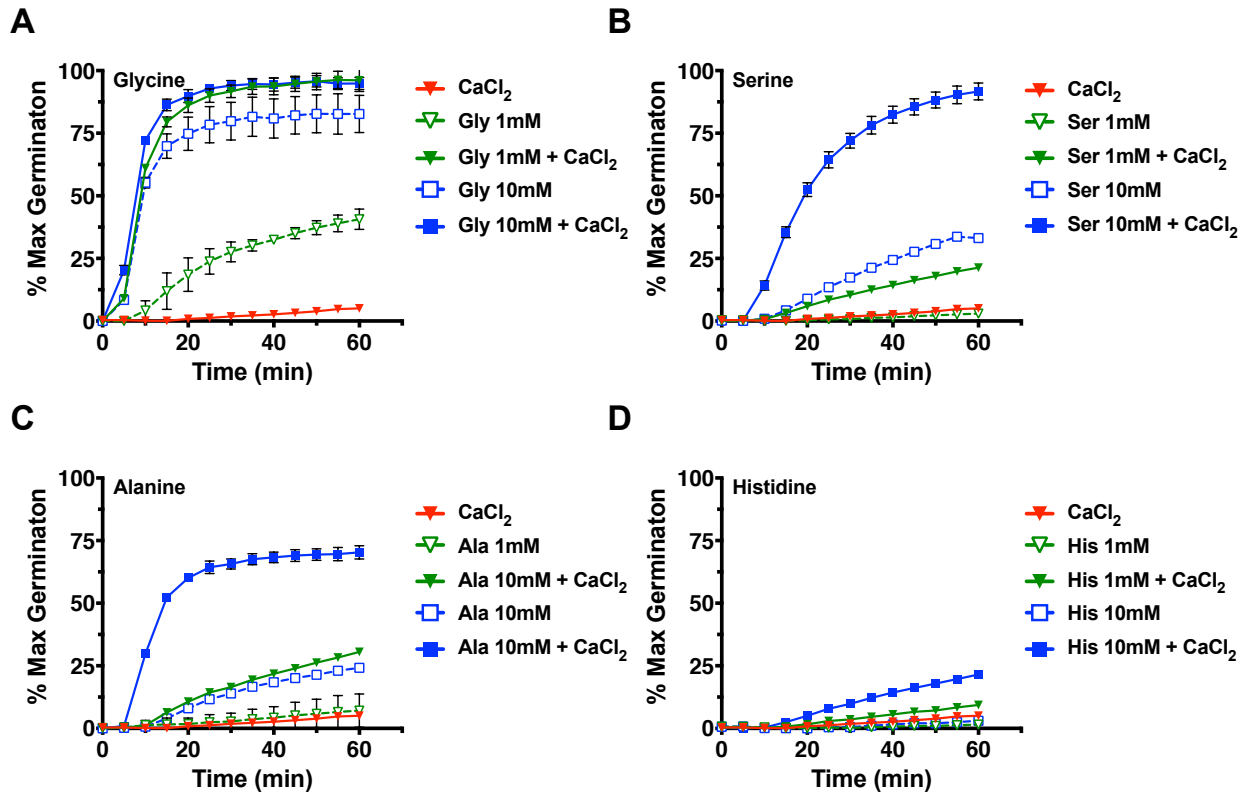 A
100
75
50
25
0
0
20
40
60
% Max Germinaton
Time (min)
Glycine
CaCl₂
Gly 1mM
Gly 1mM + CaCl₂
Gly 10mM
Gly 10mM + CaCl₂
B
100
75
50
25
0
0
20
40
60
% Max Germinaton
Time (min)
Serine
CaCl₂
Ser 1mM
Ser 1mM + CaCl₂
Ser 10mM
Ser 10mM + CaCl₂
C
100
75
50
25
0
0
20
40
60
% Max Germinaton
Time (min)
Alanine
CaCl₂
Ala 1mM
Ala 10mM + CaCl₂
Ala 10mM
Ala 10mM + CaCl₂
D
100
75
50
25
0
0
20
40
60
% Max Germinaton
Time (min)
Histidine
CaCl₂
His 1mM
His 1mM + CaCl₂
His 10mM
His 10mM + CaCl₂